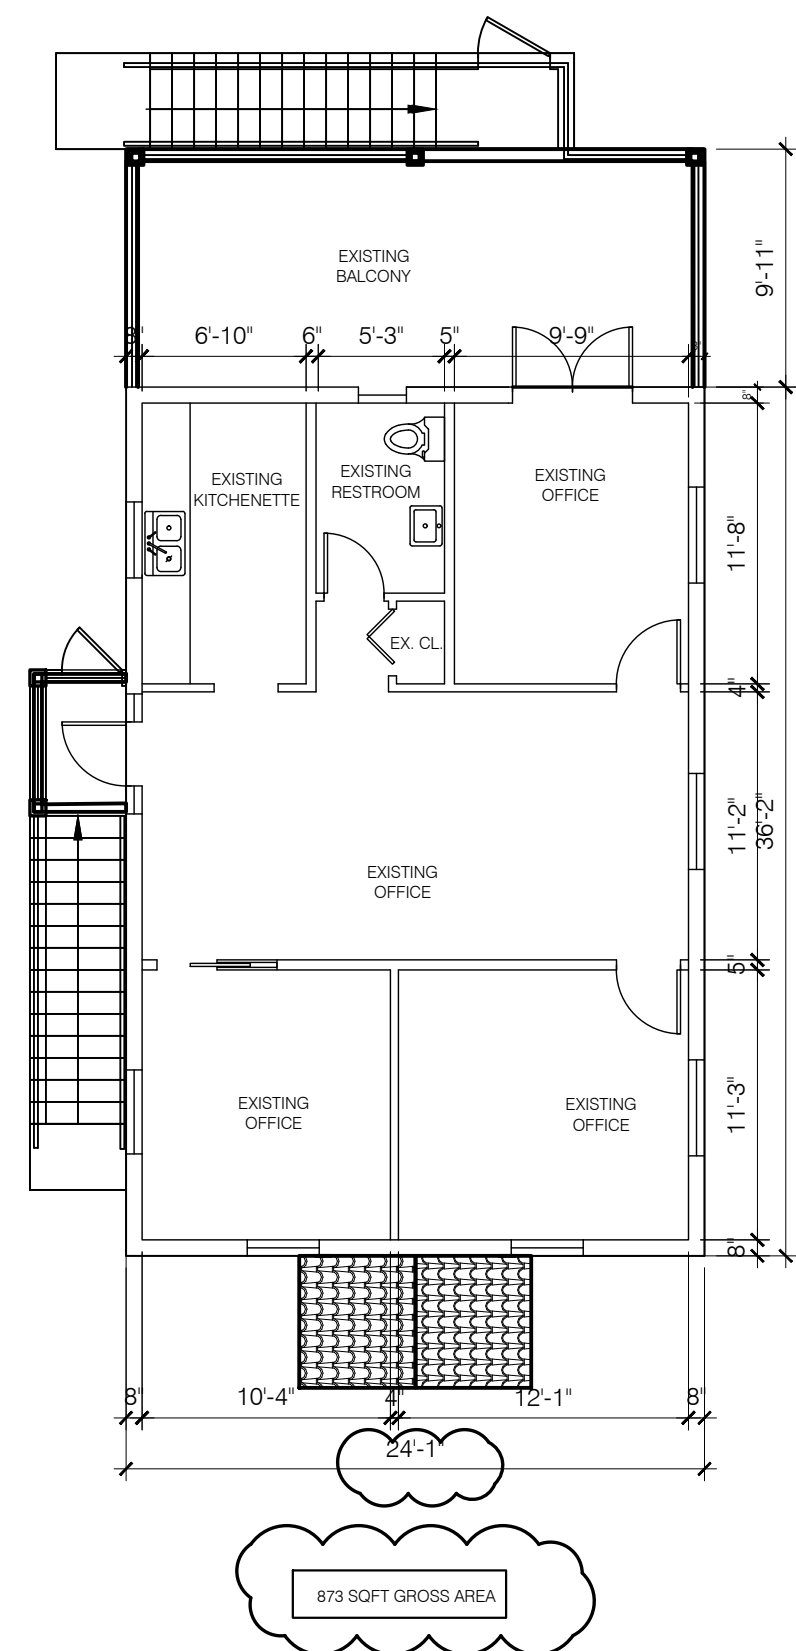 EXISTING
BALCONY
9'-11"
8"
6'-10"
6"
5'-3"
5"
9'-9"
8"
8"
EXISTING
KITCHENETTE
EXISTING
RESTROOM
EXISTING
OFFICE
11'-8"
EX. CL.
4"
11'-2"
36'-2"
EXISTING
OFFICE
5"
EXISTING
OFFICE
EXISTING
OFFICE
11'-3"
8"
8"
10'-4"
4"
12'-1"
8"
24'-1"
873 SQFT GROSS AREA